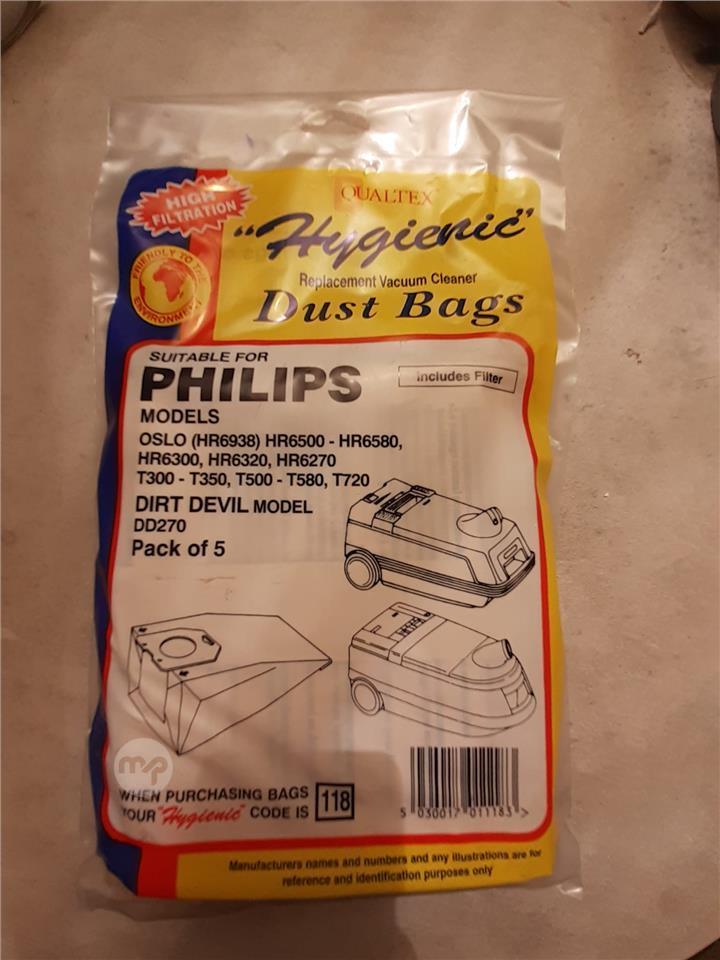 HIGH
FILTRATION
QUALTEX
"Hygienic"
FRIENDLY TO THE
ENVIRONMENT
Replacement Vacuum Cleaner
Dust Bags
SUITABLE FOR
PHILIPS
Includes Filter
MODELS
OSLO (HR6938) HR6500 - HR6580,
HR6300, HR6320, HR6270
T300 - T350, T500 - T580, T720
DIRT DEVIL MODEL
DD270
Pack of 5
mp
WHEN PURCHASING BAGS
YOUR "Hygienic" CODE IS 118
5 030017 011183 >
Manufacturers names and numbers and any illustrations are for
reference and identification purposes only